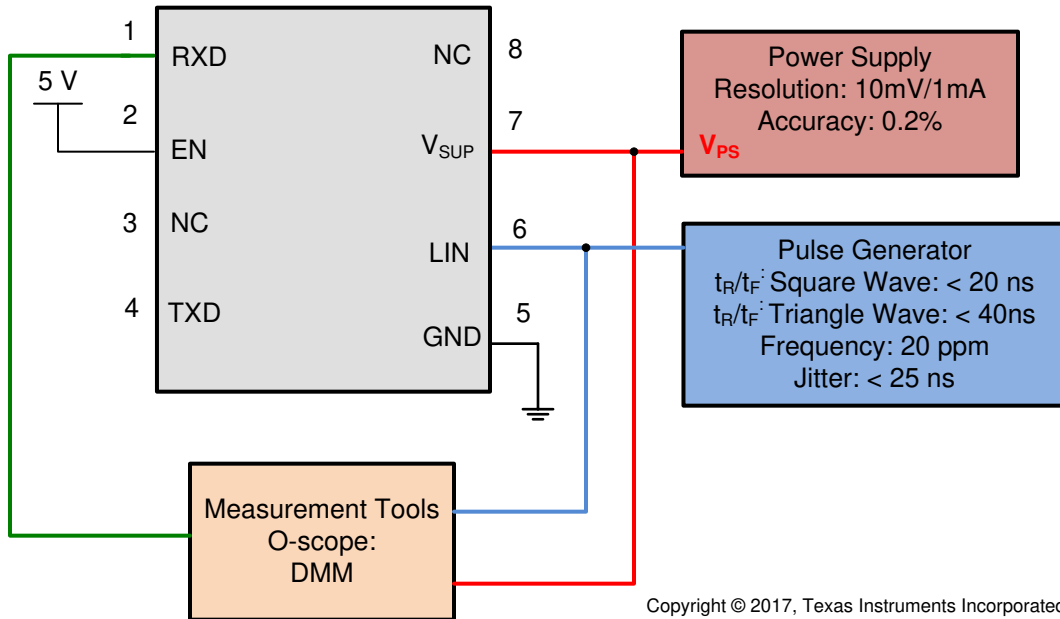 1
RXD
5 V
2
EN
3
NC
4
TXD
NC
8
7
VSUP
6
LIN
5
GND
Power Supply
Resolution: 10mV/1mA
Accuracy: 0.2%
VPS
Pulse Generator
tR/tF: Square Wave: < 20 ns
tR/tF: Triangle Wave: < 40ns
Frequency: 20 ppm
Jitter: < 25 ns
Measurement Tools
O-scope:
DMM
Copyright © 2017, Texas Instruments Incorporated